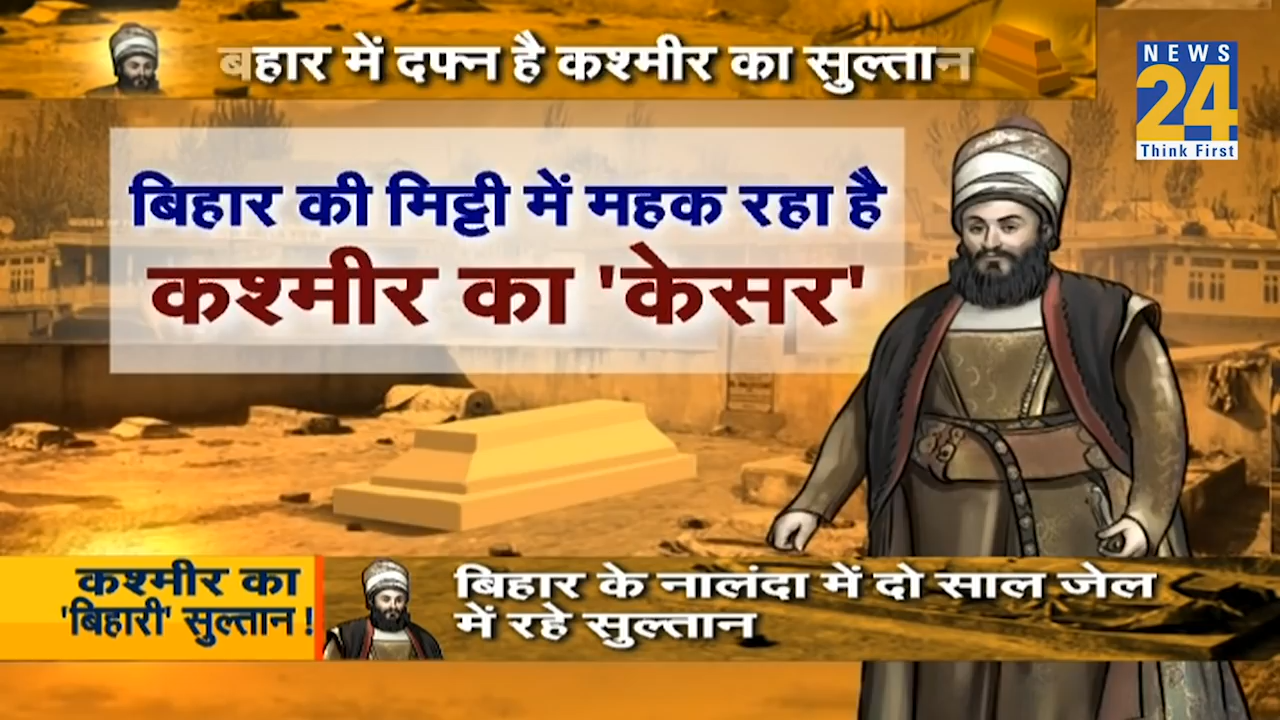 बहार में दफ्न है कश्मीर का सुल्तान
NEWS
24
Think First
बिहार की मिट्टी में महक रहा है
कश्मीर का 'केसर'
कश्मीर का
'बिहारी' सुल्तान !
बिहार के नालंदा में दो साल जेल
में रहे सुल्तान